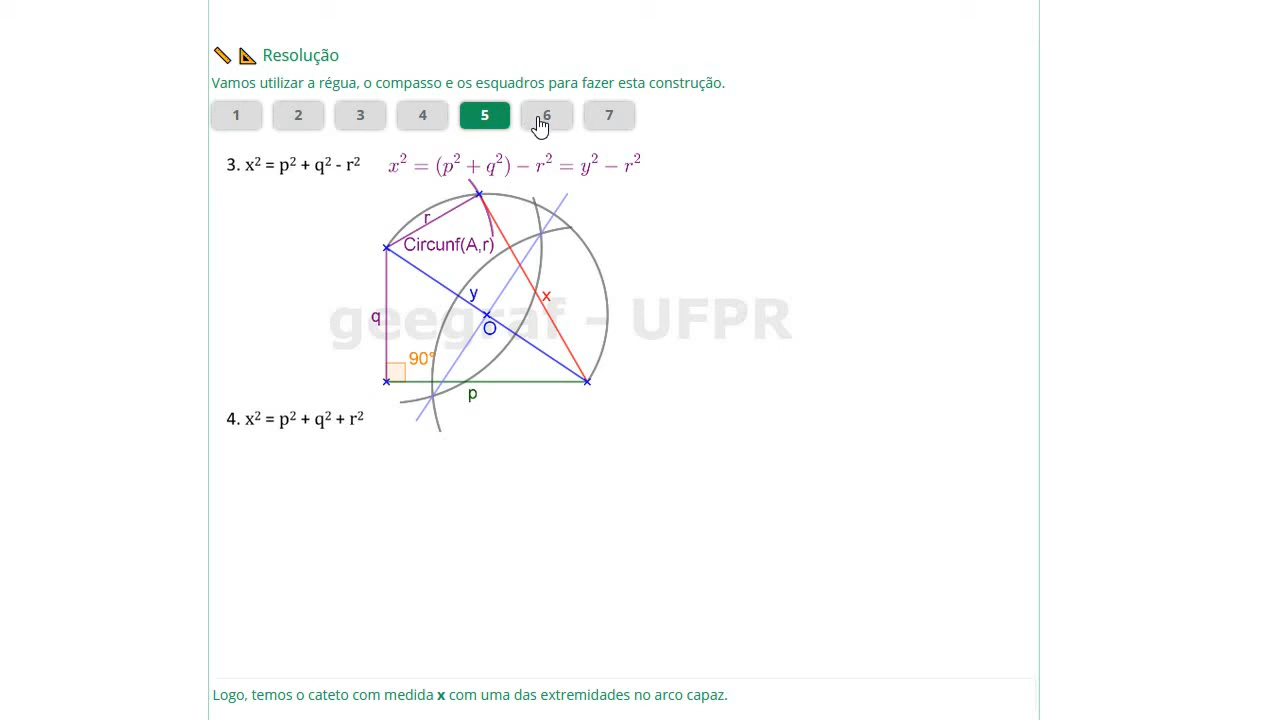 Resolução
Vamos utilizar a régua, o compasso e os esquadros para fazer esta construção.
1 2 3 4 5 6 7
3. x² = p² + q² - r² x² = (p² + q²) − r² = y² − r²
r
Circunf(A,r)
y
x
q
geegraf - UFPR
O
90°
p
4. x² = p² + q² + r²
Logo, temos o cateto com medida x com uma das extremidades no arco capaz.